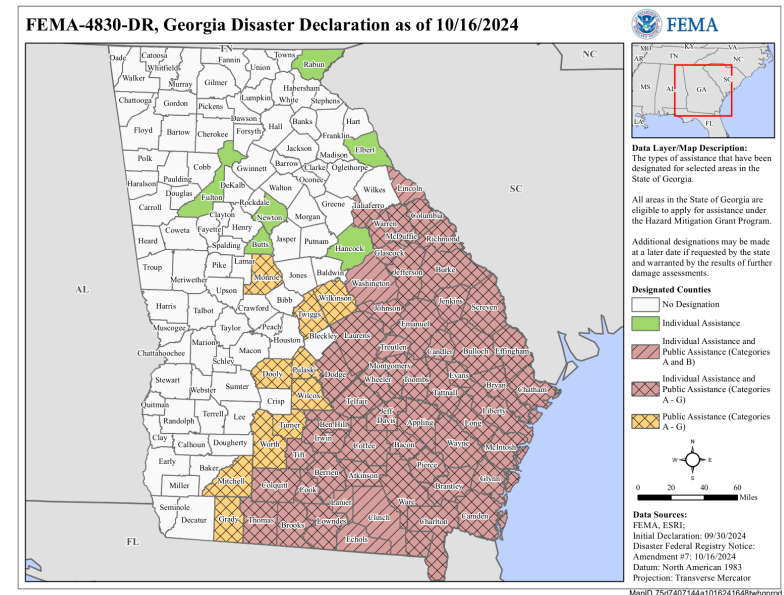 FEMA-4830-DR, Georgia Disaster Declaration as of 10/16/2024
FEMA
TN
NC
SC
AL
FL
Dade
Catoosa
Whitfield
Fannin
Towns
Union
Rabun
Walker
Murray
Gilmer
Habersham
Lumpkin
White
Stephens
Chattooga
Gordon
Pickens
Dawson
Banks
Hart
Floyd
Bartow
Cherokee
Forsyth
Hall
Franklin
Jackson
Madison
Elbert
Polk
Cobb
Gwinnett
Barrow
Clarke
Oglethorpe
Haralson
Paulding
Douglas
DeKalb
Walton
Oconee
Wilkes
Lincoln
Fulton
Rockdale
Greene
Taliaferro
Carroll
Clayton
Newton
Morgan
Columbia
Coweta
Fayette
Henry
Warren
McDuffie
Richmond
Heard
Spalding
Butts
Jasper
Putnam
Hancock
Glascock
Troup
Pike
Lamar
Monroe
Jones
Baldwin
Jefferson
Burke
Meriwether
Washington
Upson
Wilkinson
Harris
Talbot
Crawford
Bibb
Twiggs
Johnson
Jenkins
Screven
Muscogee
Taylor
Peach
Emanuel
Marion
Houston
Bleckley
Laurens
Chattahoochee
Macon
Treutlen
Candler
Bulloch
Effingham
Schley
Dooly
Pulaski
Dodge
Montgomery
Stewart
Webster
Sumter
Wheeler
Toombs
Evans
Bryan
Chatham
Quitman
Crisp
Wilcox
Telfair
Tattnall
Randolph
Terrell
Lee
Turner
Ben Hill
Jeff
Davis
Appling
Long
Liberty
Clay
Calhoun
Dougherty
Worth
Irwin
Coffee
Bacon
Wayne
McIntosh
Early
Baker
Tift
Pierce
Miller
Mitchell
Colquitt
Berrien
Cook
Atkinson
Brantley
Glynn
Seminole
Decatur
Grady
Thomas
Brooks
Lanier
Lowndes
Clinch
Ware
Charlton
Camden
Echols
MO
KY
VA
AR
TN
NC
MS
AL
GA
SC
LA
FL
Data Layer/Map Description:
The types of assistance that have been
designated for selected areas in the
State of Georgia.
All areas in the State of Georgia are
eligible to apply for assistance under
the Hazard Mitigation Grant Program.
Additional designations may be made
at a later date if requested by the state
and warranted by the results of further
damage assessments.
Designated Counties
No Designation
Individual Assistance
Individual Assistance and
Public Assistance (Categories
A and B)
Individual Assistance and
Public Assistance (Categories
A - G)
Public Assistance (Categories
A - G)
N
W E
S
0 20 40 60
Miles
Data Sources:
FEMA, ESRI;
Initial Declaration: 09/30/2024
Disaster Federal Registry Notice:
Amendment #7: 10/16/2024
Datum: North American 1983
Projection: Transverse Mercator